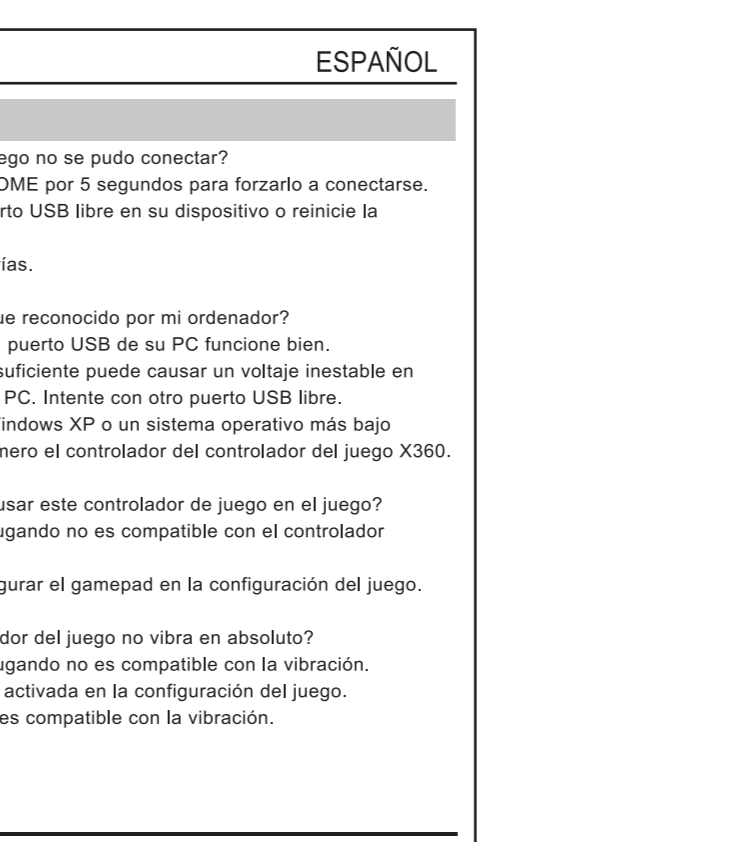 ESPAÑOL
ego no se pudo conectar?
OME por 5 segundos para forzarlo a conectarse.
rto USB libre en su dispositivo o reinicie la
ías.
ue reconocido por mi ordenador?
puerto USB de su PC funcione bien.
suficiente puede causar un voltaje inestable en
PC. Intente con otro puerto USB libre.
indows XP o un sistema operativo más bajo
mero el controlador del controlador del juego X360.
usar este controlador de juego en el juego?
ugando no es compatible con el controlador
gurar el gamepad en la configuración del juego.
dor del juego no vibra en absoluto?
ugando no es compatible con la vibración.
activada en la configuración del juego.
es compatible con la vibración.